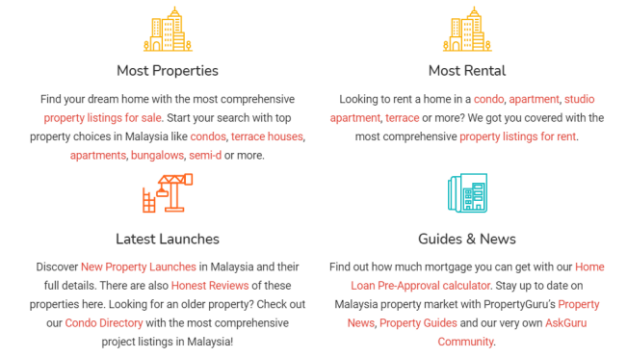 Most Properties
Find your dream home with the most comprehensive
property listings for sale. Start your search with top
property choices in Malaysia like condos, terrace houses,
apartments, bungalows, semi-d or more.
Most Rental
Looking to rent a home in a condo, apartment, studio
apartment, terrace or more? We got you covered with the
most comprehensive property listings for rent.
Latest Launches
Discover New Property Launches in Malaysia and their
full details. There are also Honest Reviews of these
properties here. Looking for an older property? Check out
our Condo Directory with the most comprehensive
project listings in Malaysia!
Guides & News
Find out how much mortgage you can get with our Home
Loan Pre-Approval calculator. Stay up to date on
Malaysia property market with PropertyGuru's Property
News, Property Guides and our very own AskGuru
Community.